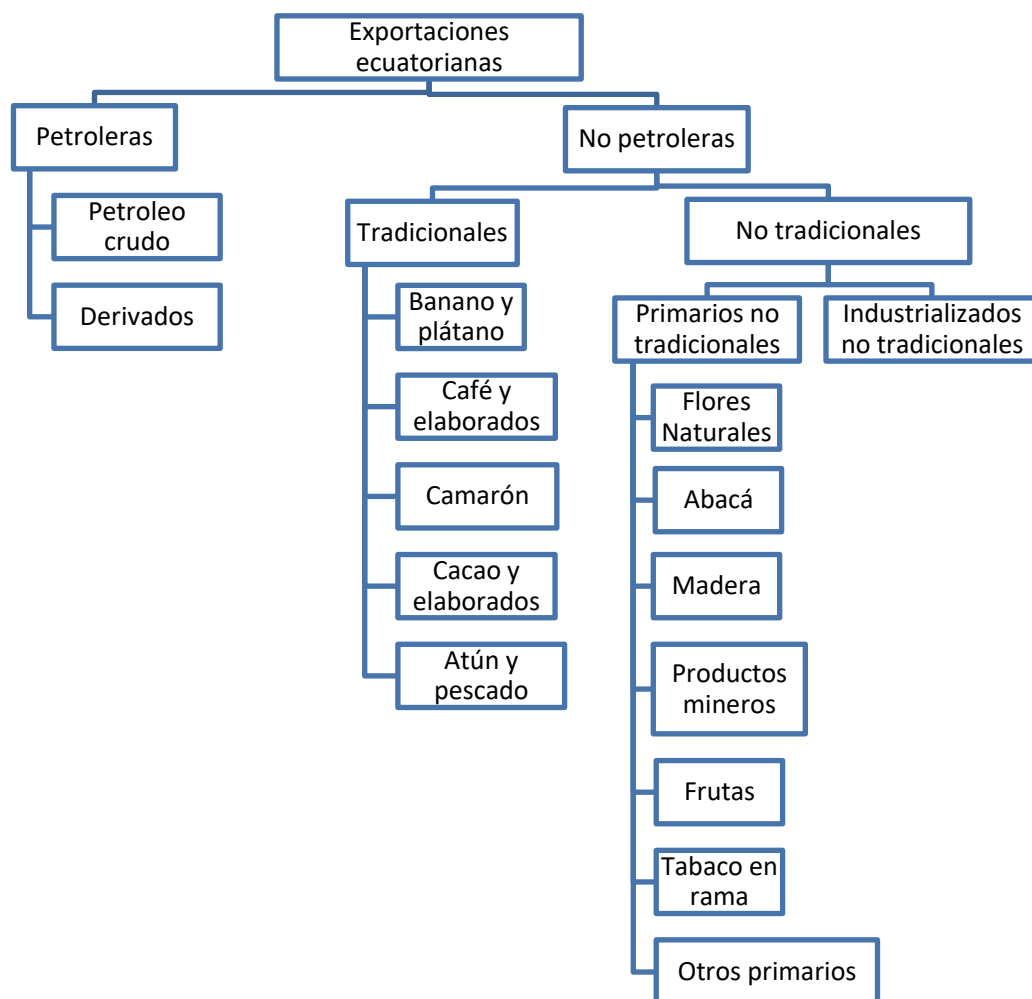 Exportaciones
ecuatorianas
Petroleras
No petroleras
Petroleo
crudo
Derivados
Tradicionales
No tradicionales
Banano y
plátano
Café y
elaborados
Camarón
Cacao y
elaborados
Atún y
pescado
Primarios no
tradicionales
Industrializados
no tradicionales
Flores
Naturales
Abacá
Madera
Productos
mineros
Frutas
Tabaco en
rama
Otros primarios